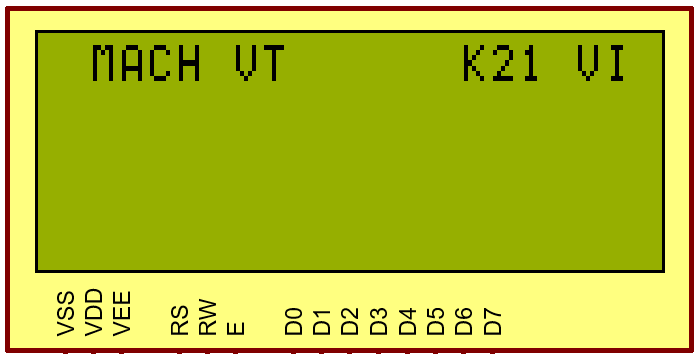 MACH VT K21 VI
VSS
VDD
VEE
RS
RW
E
D0
D1
D2
D3
D4
D5
D6
D7